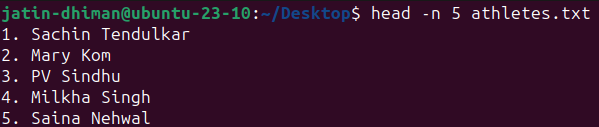 jatin-dhiman@ubuntu-23-10:~/Desktop$ head -n 5 athletes.txt
1. Sachin Tendulkar
2. Mary Kom
3. PV Sindhu
4. Milkha Singh
5. Saina Nehwal